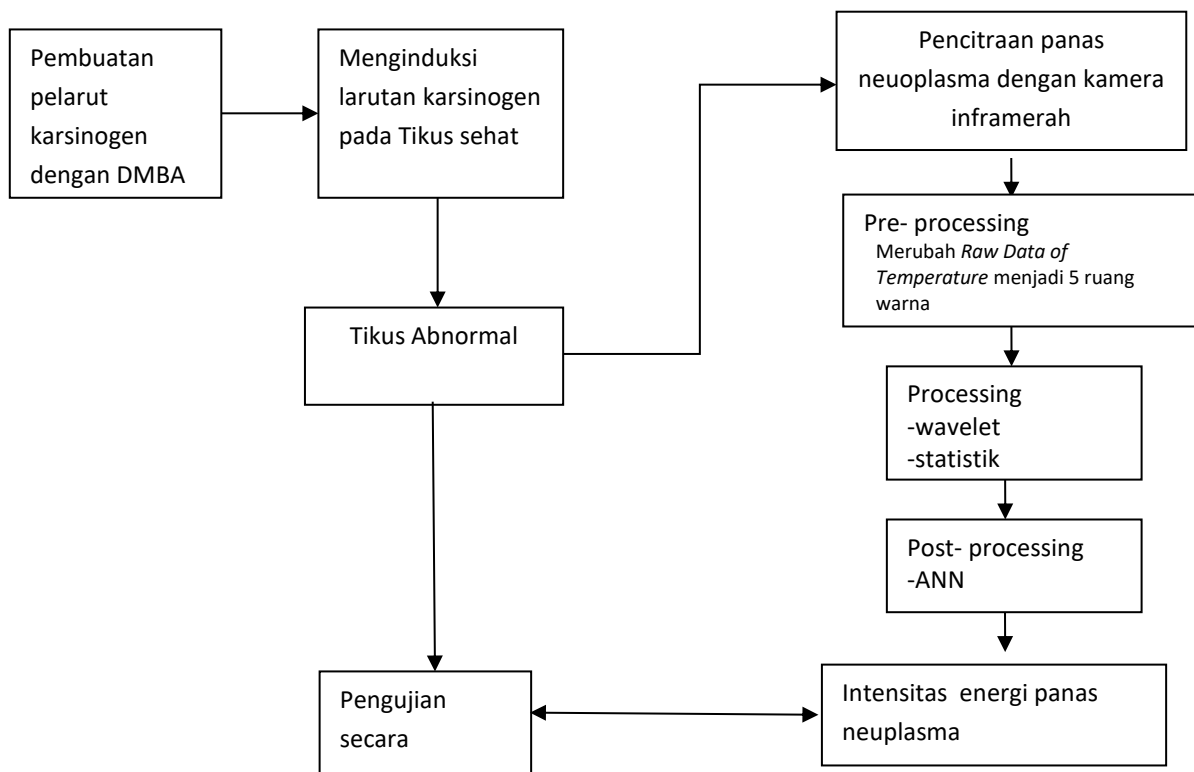 Pembuatan
pelarut
karsinogen
dengan DMBA
Menginduksi
larutan karsinogen
pada Tikus sehat
Tikus Abnormal
Pengujian
secara
Pencitraan panas
neuoplasma dengan kamera
inframerah
Pre- processing
Merubah Raw Data of
Temperature menjadi 5 ruang
warna
Processing
-wavelet
-statistik
Post- processing
-ANN
Intensitas energi panas
neuplasma